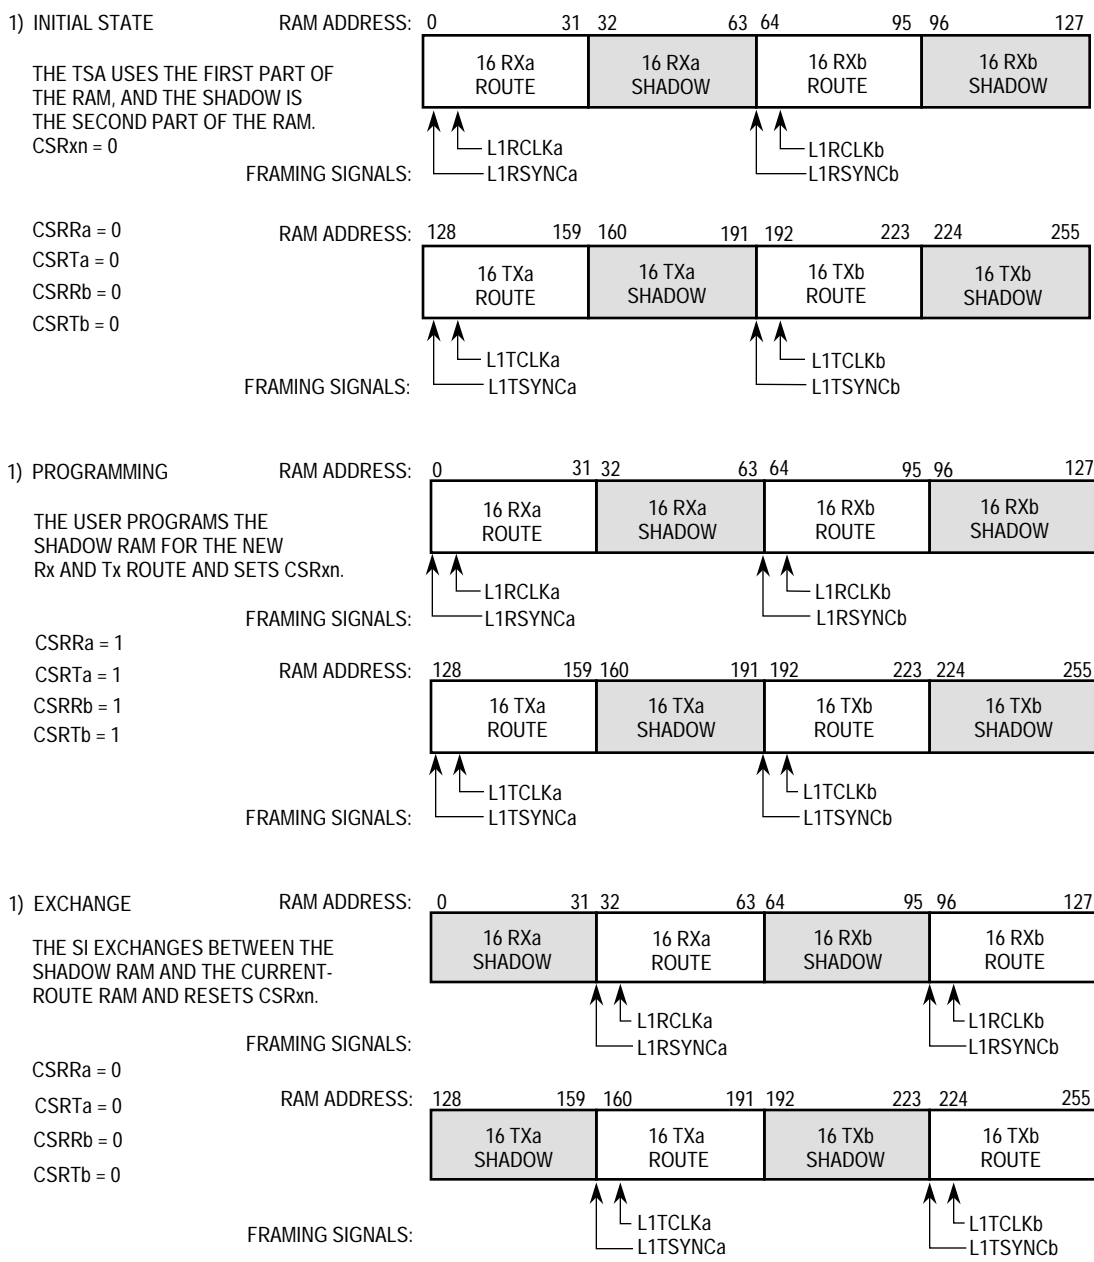 1) INITIAL STATE
RAM ADDRESS: 0 31 32 63 64 95 96 127
THE TSA USES THE FIRST PART OF
THE RAM, AND THE SHADOW IS
THE SECOND PART OF THE RAM.
CSRxn = 0
16 RXa
ROUTE
16 RXa
SHADOW
16 RXb
ROUTE
16 RXb
SHADOW
L1RCLKa
L1RCLKb
FRAMING SIGNALS:
L1RSYNCa
L1RSYNCb
CSRRa = 0
CSRTa = 0
CSRRb = 0
CSRTb = 0
RAM ADDRESS: 128 159 160 191 192 223 224 255
16 TXa
ROUTE
16 TXa
SHADOW
16 TXb
ROUTE
16 TXb
SHADOW
L1TCLKa
L1TCLKb
FRAMING SIGNALS:
L1TSYNCa
L1TSYNCb
1) PROGRAMMING
RAM ADDRESS: 0 31 32 63 64 95 96 127
THE USER PROGRAMS THE
SHADOW RAM FOR THE NEW
Rx AND Tx ROUTE AND SETS CSRxn.
16 RXa
ROUTE
16 RXa
SHADOW
16 RXb
ROUTE
16 RXb
SHADOW
L1RCLKa
L1RCLKb
FRAMING SIGNALS:
L1RSYNCa
L1RSYNCb
CSRRa = 1
CSRTa = 1
CSRRb = 1
CSRTb = 1
RAM ADDRESS: 128 159 160 191 192 223 224 255
16 TXa
ROUTE
16 TXa
SHADOW
16 TXb
ROUTE
16 TXb
SHADOW
L1TCLKa
L1TCLKb
FRAMING SIGNALS:
L1TSYNCa
L1TSYNCb
1) EXCHANGE
RAM ADDRESS: 0 31 32 63 64 95 96 127
THE SI EXCHANGES BETWEEN THE
SHADOW RAM AND THE CURRENT-
ROUTE RAM AND RESETS CSRxn.
16 RXa
SHADOW
16 RXa
ROUTE
16 RXb
SHADOW
16 RXb
ROUTE
L1RCLKa
L1RCLKb
FRAMING SIGNALS:
L1RSYNCa
L1RSYNCb
CSRRa = 0
CSRTa = 0
CSRRb = 0
CSRTb = 0
RAM ADDRESS: 128 159 160 191 192 223 224 255
16 TXa
SHADOW
16 TXa
ROUTE
16 TXb
SHADOW
16 TXb
ROUTE
L1TCLKa
L1TCLKb
FRAMING SIGNALS:
L1TSYNCa
L1TSYNCb